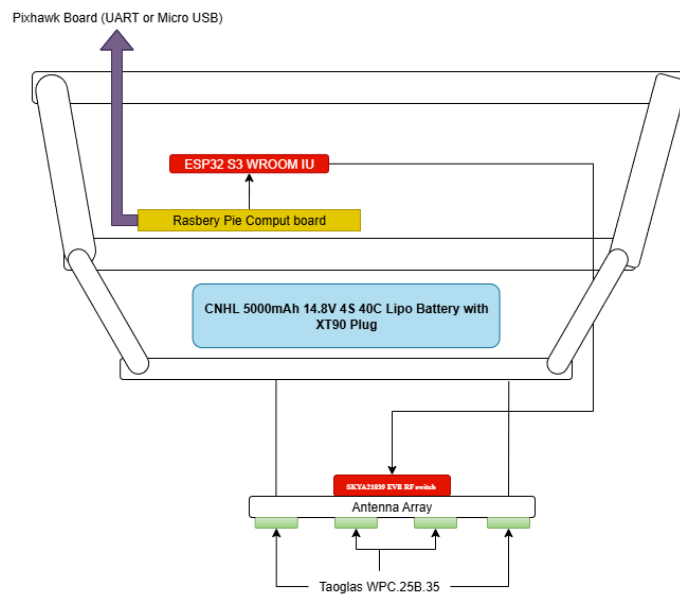 Pixhawk Board (UART or Micro USB)
ESP32 S3 WROOM IU
Rasbery Pie Comput board
CNHL 5000mAh 14.8V 4S 40C Lipo Battery with
XT90 Plug
SKYA21039 EVB RF switch
Antenna Array
Taoglas WPC.25B.35